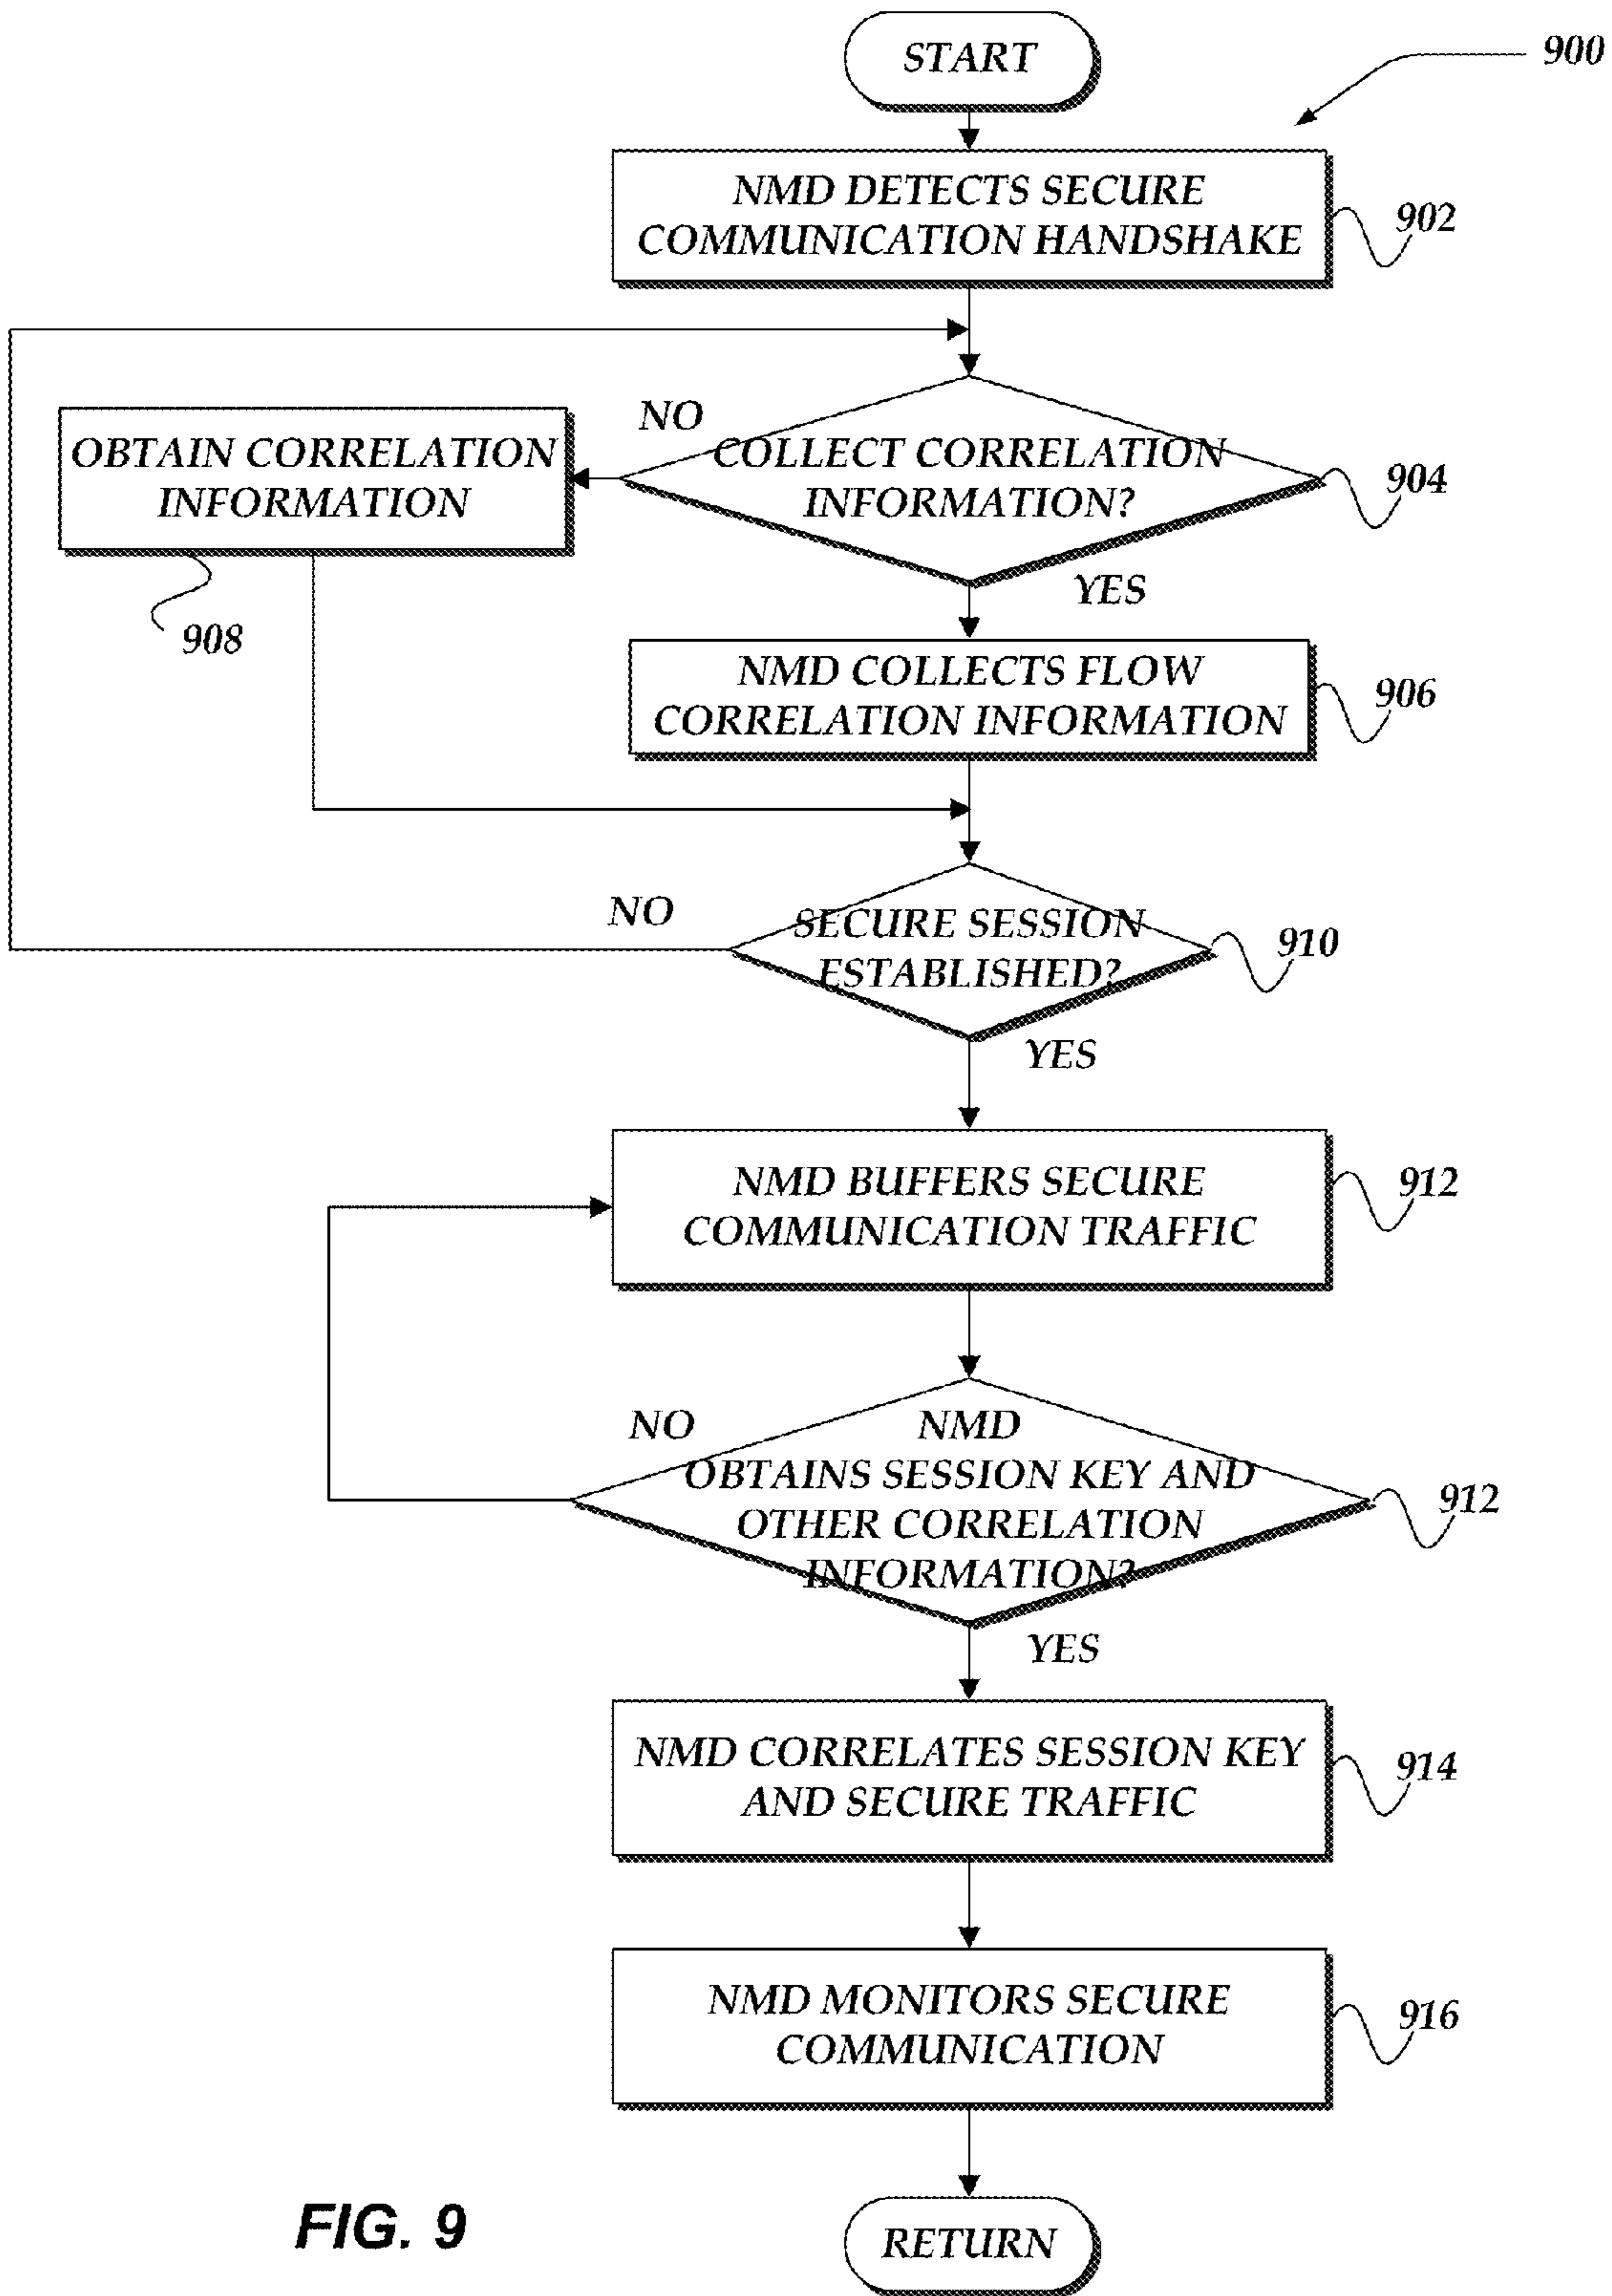 START
900
NMD DETECTS SECURE
COMMUNICATION HANDSHAKE
902
NO
COLLECT CORRELATION
INFORMATION?
904
OBTAIN CORRELATION
INFORMATION
908
YES
NMD COLLECTS FLOW
CORRELATION INFORMATION
906
NO
SECURE SESSION
ESTABLISHED?
910
YES
NMD BUFFERS SECURE
COMMUNICATION TRAFFIC
912
NO
NMD
OBTAINS SESSION KEY AND
OTHER CORRELATION
INFORMATION?
912
YES
NMD CORRELATES SESSION KEY
AND SECURE TRAFFIC
914
NMD MONITORS SECURE
COMMUNICATION
916
RETURN
FIG. 9